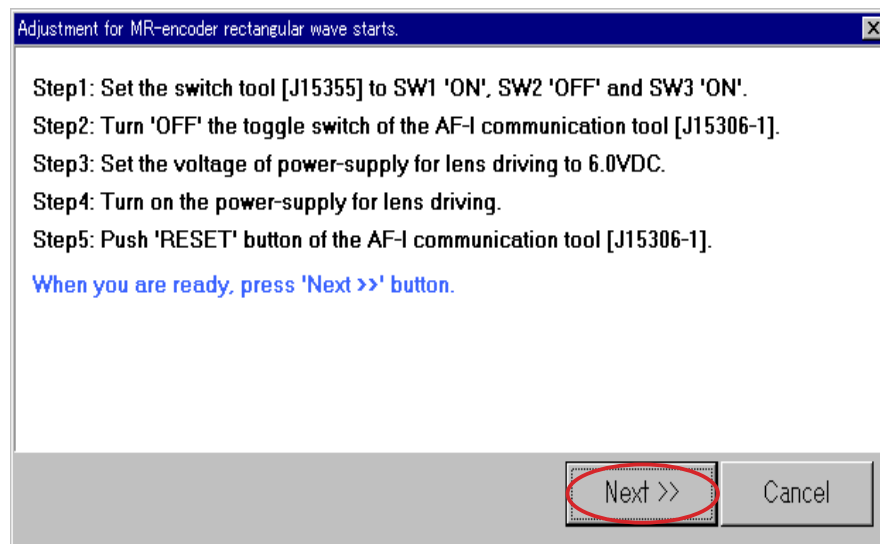 Adjustment for MR-encoder rectangular wave starts.
Step1: Set the switch tool [J15355] to SW1 'ON', SW2 'OFF' and SW3 'ON'.
Step2: Turn 'OFF' the toggle switch of the AF-I communication tool [J15306-1].
Step3: Set the voltage of power-supply for lens driving to 6.0VDC.
Step4: Turn on the power-supply for lens driving.
Step5: Push 'RESET' button of the AF-I communication tool [J15306-1].
When you are ready, press 'Next >>' button.
Next >>
Cancel